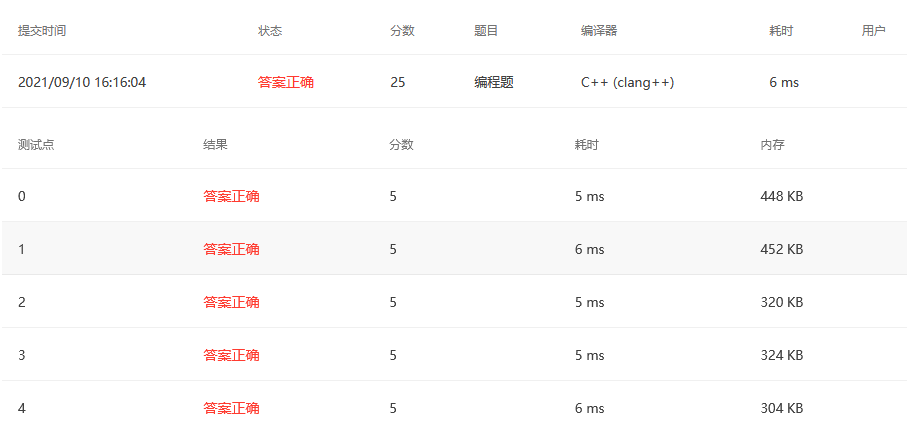 提交时间 状态 分数 题目 编译器 耗时 用户
2021/09/10 16:16:04 答案正确 25 编程题 C++ (clang++) 6 ms
测试点 结果 分数 耗时 内存
0 答案正确 5 5 ms 448 KB
1 答案正确 5 6 ms 452 KB
2 答案正确 5 5 ms 320 KB
3 答案正确 5 5 ms 324 KB
4 答案正确 5 6 ms 304 KB